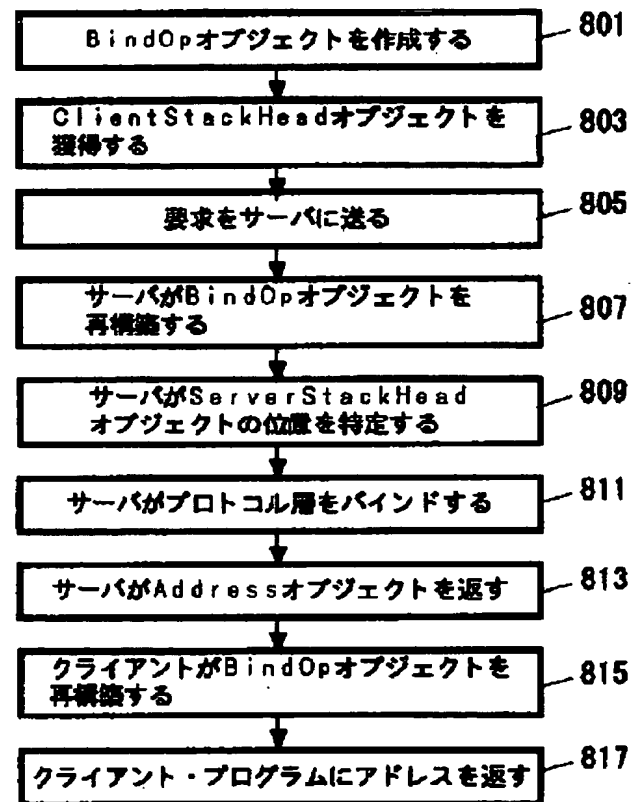 BindOpオブジェクトを作成する
801
ClientStackHeadオブジェクトを
獲得する
803
要求をサーバに送る
805
サーバがBindOpオブジェクトを
再構築する
807
サーバがServerStackHead
オブジェクトの位置を特定する
809
サーバがプロトコル層をバインドする
811
サーバがAddressオブジェクトを返す
813
クライアントがBindOpオブジェクトを
再構築する
815
クライアント・プログラムにアドレスを返す
817